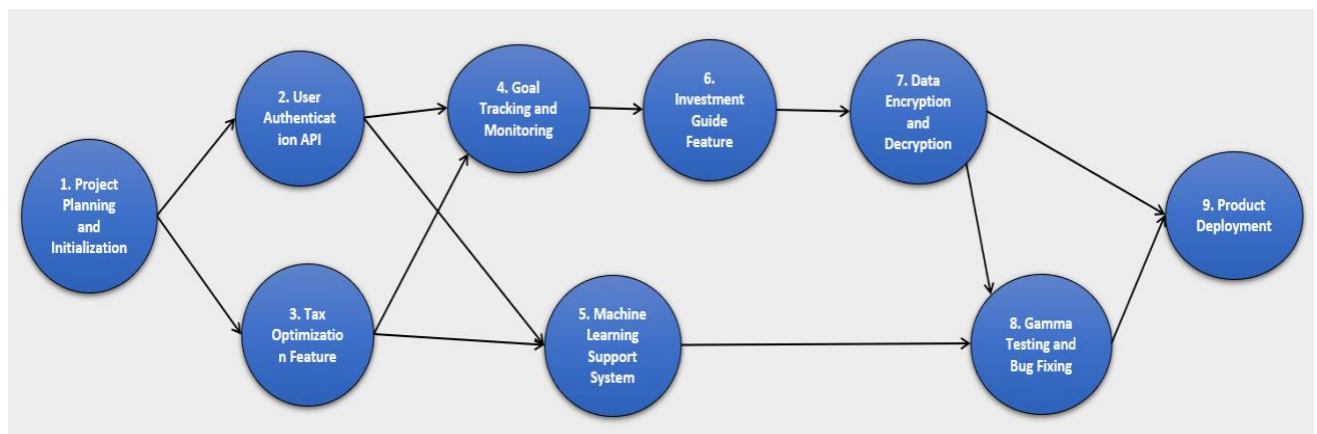 1. Project
Planning
and
Initialization
2. User
Authenticat
ion API
3. Tax
Optimizatio
n Feature
4. Goal
Tracking and
Monitoring
5. Machine
Learning
Support
System
6.
Investment
Guide
Feature
7. Data
Encryption
and
Decryption
8. Gamma
Testing and
Bug Fixing
9. Product
Deployment